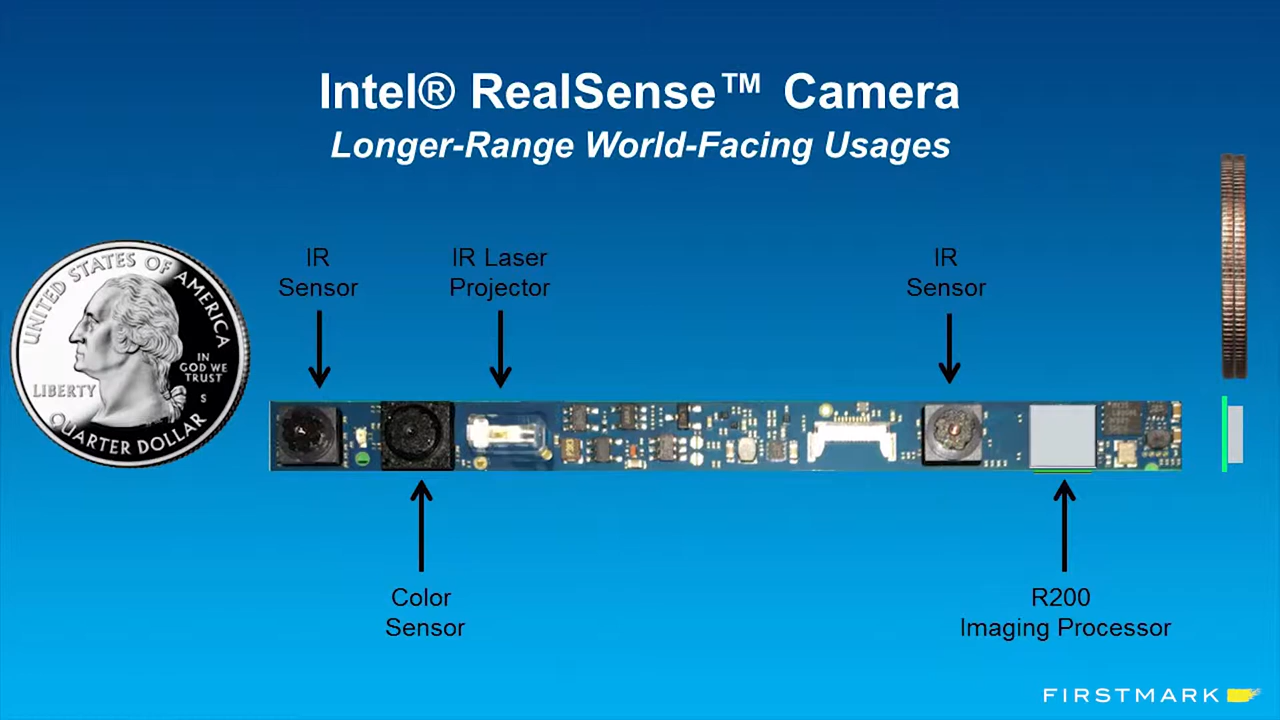 Intel® RealSense™ Camera
Longer-Range World-Facing Usages
UNITED STATES OF AMERICA
IN
GOD WE
TRUST
LIBERTY
S
QUARTER DOLLAR
IR
Sensor
IR Laser
Projector
IR
Sensor
Color
Sensor
R200
Imaging Processor
FIRSTMARK